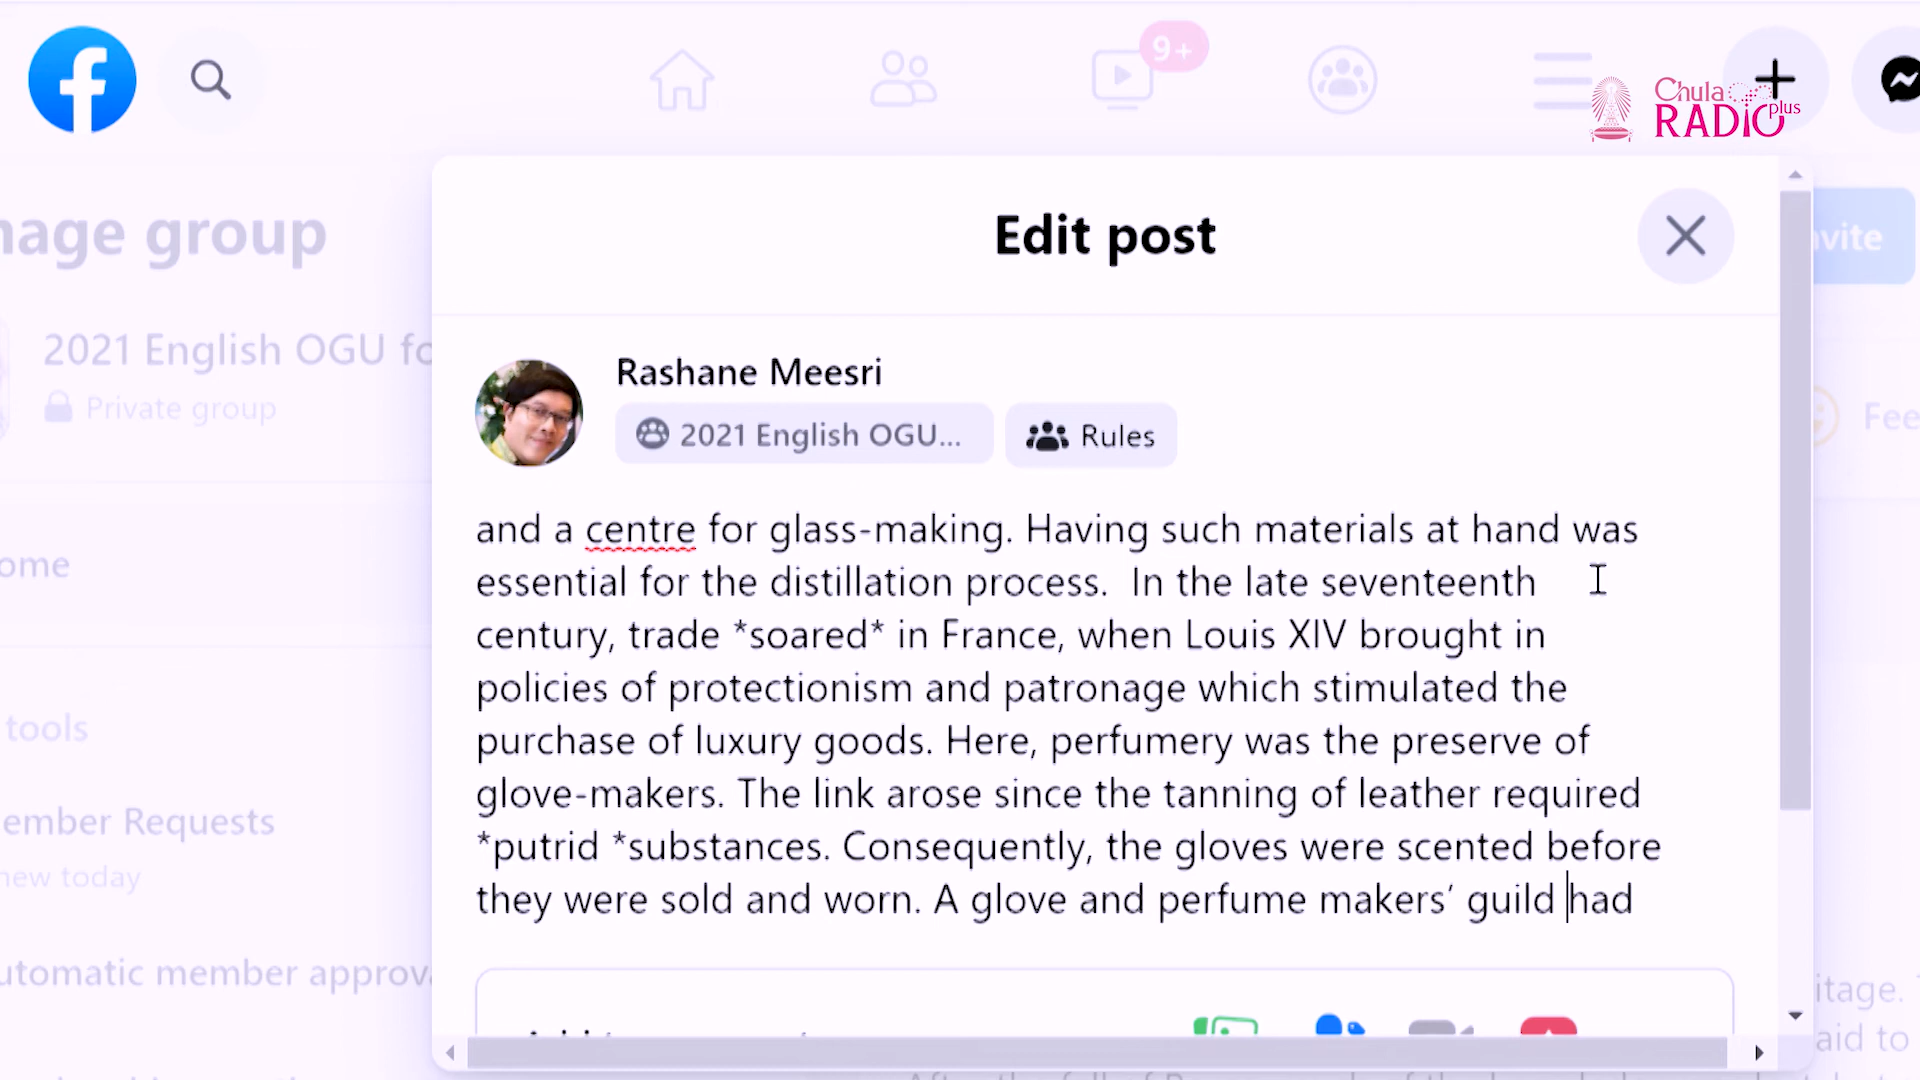 9+
Chula
RADIO plus
Edit post
nage group
nvite
Rashane Meesri
2021 English OGU fo
Private group
2021 English OGU...
Rules
Fee
and a centre for glass-making. Having such materials at hand was
essential for the distillation process.  In the late seventeenth
century, trade *soared* in France, when Louis XIV brought in
policies of protectionism and patronage which stimulated the
purchase of luxury goods. Here, perfumery was the preserve of
glove-makers. The link arose since the tanning of leather required
*putrid *substances. Consequently, the gloves were scented before
they were sold and worn. A glove and perfume makers’ guild had
ome
tools
ember Requests
new today
utomatic member approva
itage.
aid to